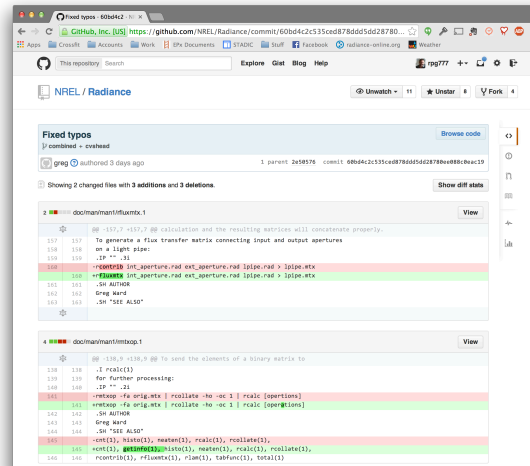 Fixed typos · 60bd4c2 · N
GitHub, Inc. [US] https://github.com/NREL/Radiance/commit/60bd4c2c535ced878ddd5dd28780...
Apps Crossfit Accounts Work EPx Documents STADIC Stuff Facebook radiance-online.org Weather
This repository Search Explore Gist Blog Help rpg777
NREL / Radiance Unwatch 11 Unstar 8 Fork 4
Fixed typos Browse code
combined + cvshead
greg authored 3 days ago 1 parent 2e50576 commit 60bd4c2c535ced878ddd5dd28780ee088c0eac19
Showing 2 changed files with 3 additions and 3 deletions. Show diff stats
2 doc/man/man1/rfluxmtx.1 View
@@ -157,7 +157,7 @@ calculation and the resulting matrices will concatenate properly.
157 157 To generate a flux transfer matrix connecting input and output apertures
158 158 on a light pipe:
159 159 .IP "" .3i
160 -rcontrib int_aperture.rad ext_aperture.rad lpipe.rad > lpipe.mtx
160 +rfluxmtx int_aperture.rad ext_aperture.rad lpipe.rad > lpipe.mtx
161 161 .SH AUTHOR
162 162 Greg Ward
163 163 .SH "SEE ALSO"
4 doc/man/man1/rmtxop.1 View
@@ -138,9 +138,9 @@ To send the elements of a binary matrix to
138 138 .I rcalc(1)
139 139 for further processing:
140 140 .IP "" .2i
141 -rmtxop -fa orig.mtx | rcollate -ho -oc 1 | rcalc [opertions]
141 +rmtxop -fa orig.mtx | rcollate -ho -oc 1 | rcalc [operations]
142 142 .SH AUTHOR
143 143 Greg Ward
144 144 .SH "SEE ALSO"
145 -cnt(1), histo(1), neaten(1), rcalc(1), rcollate(1),
145 +cnt(1), getinfo(1), histo(1), neaten(1), rcalc(1), rcollate(1),
146 146 rcontrib(1), rfluxmtx(1), rlam(1), tabfunc(1), total(1)